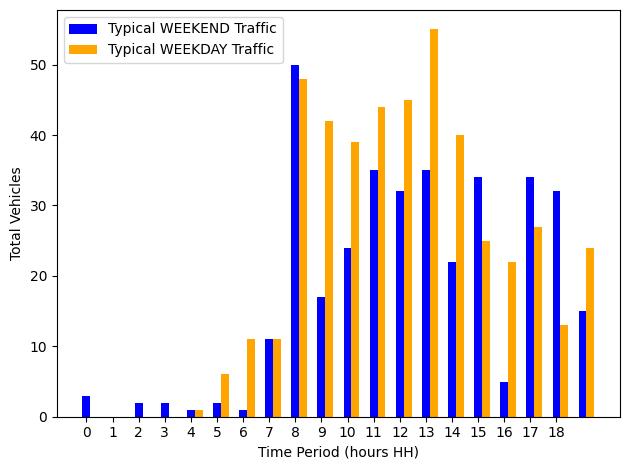 Typical WEEKEND Traffic
Typical WEEKDAY Traffic
Total Vehicles
50
40
30
20
10
0
0 1 2 3 4 5 6 7 8 9 10 11 12 13 14 15 16 17 18
Time Period (hours HH)